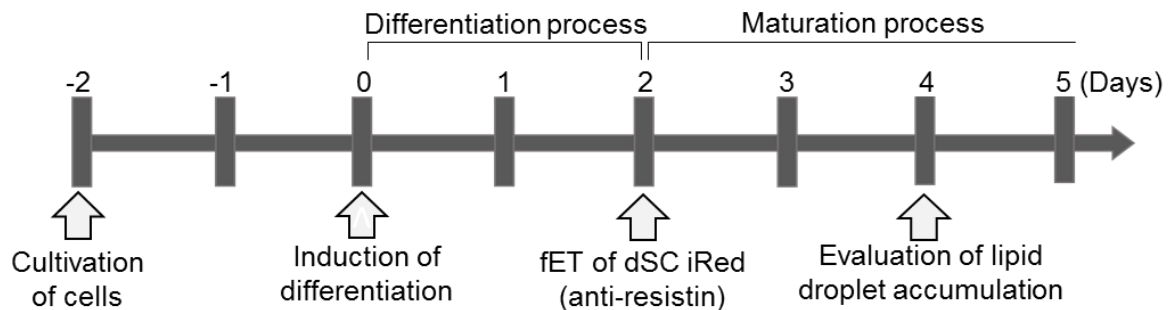 Differentiation process Maturation process
-2 -1 0 1 2 3 4 5 (Days)
Cultivation
of cells
Induction of
differentiation
fET of dSC iRed
(anti-resistin)
Evaluation of lipid
droplet accumulation